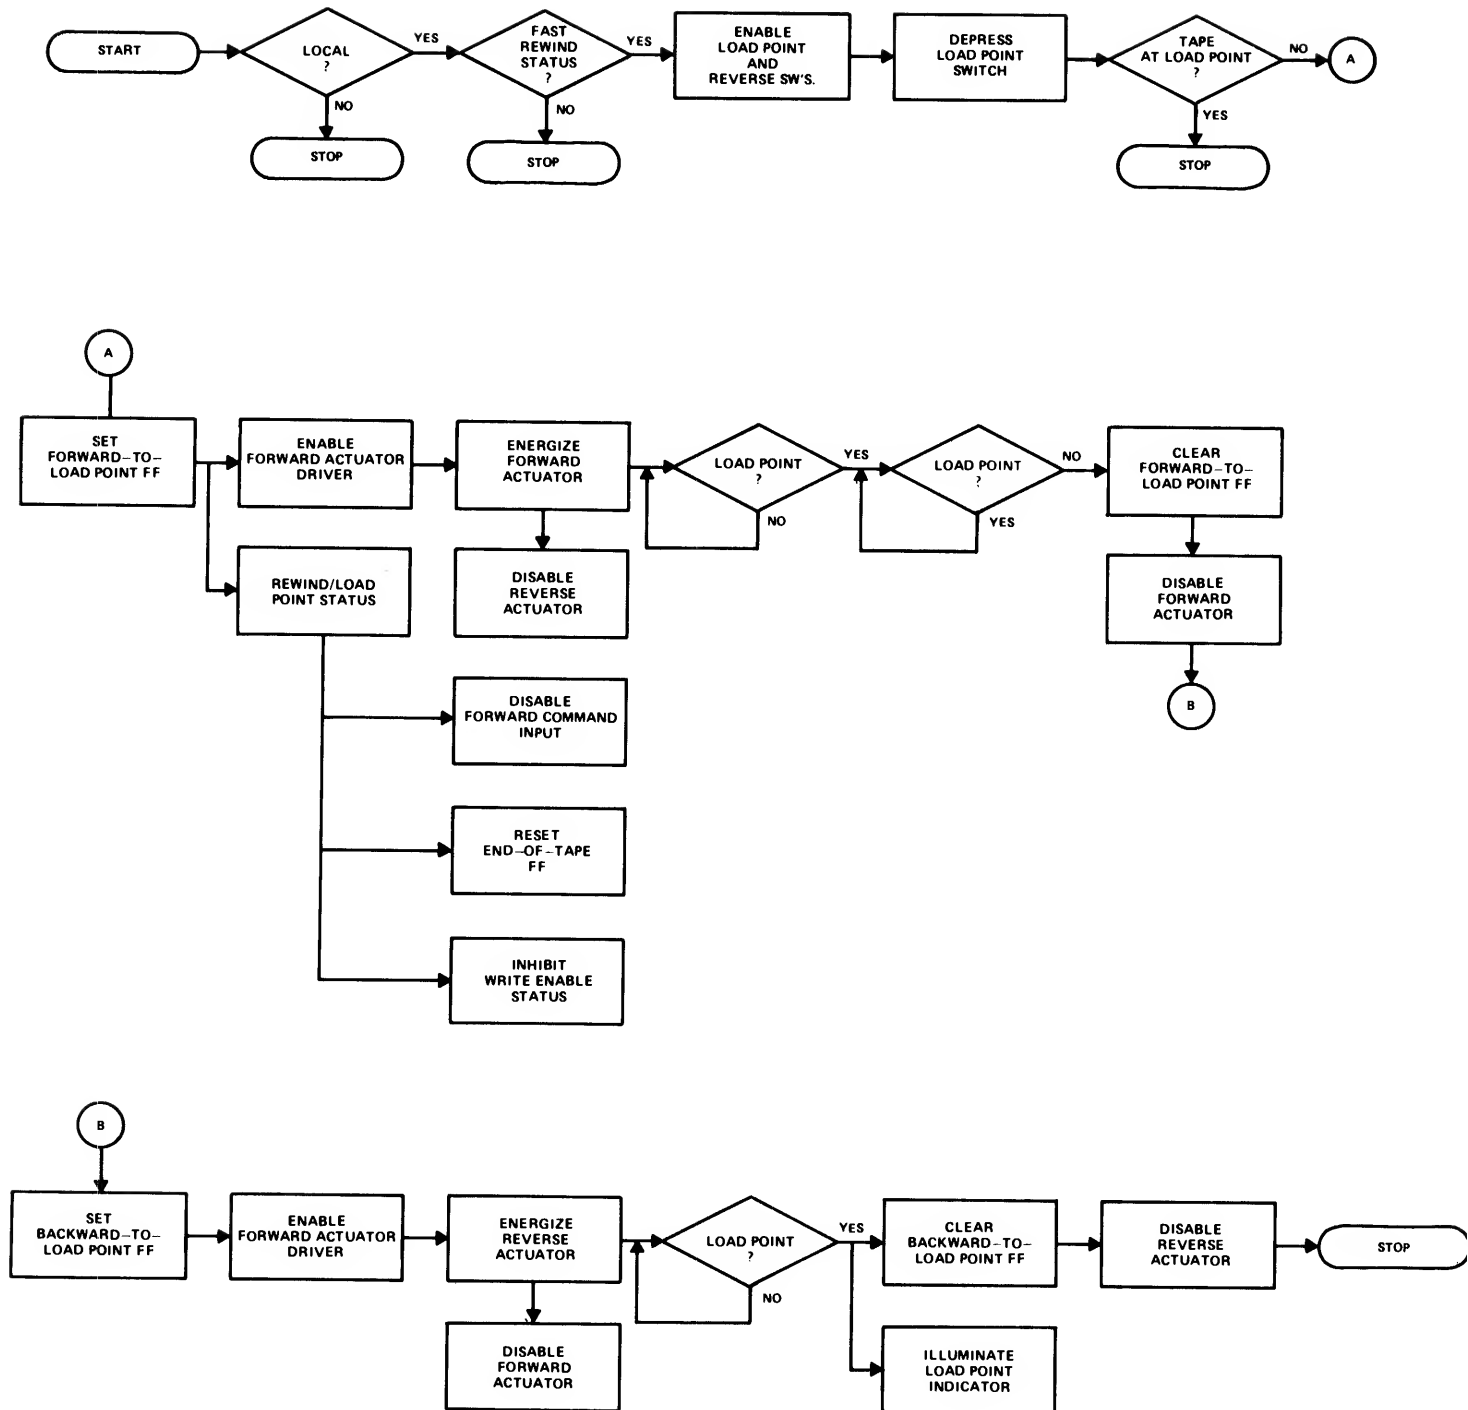 START
LOCAL
?
YES
NO
STOP
FAST
REWIND
STATUS
?
YES
NO
STOP
ENABLE
LOAD POINT
AND
REVERSE SW'S.
DEPRESS
LOAD POINT
SWITCH
TAPE
AT LOAD POINT
?
NO
YES
STOP
A
A
SET
FORWARD-TO-
LOAD POINT FF
ENABLE
FORWARD ACTUATOR
DRIVER
ENERGIZE
FORWARD
ACTUATOR
LOAD POINT
?
YES
NO
LOAD POINT
?
NO
YES
CLEAR
FORWARD-TO-
LOAD POINT FF
REWIND/LOAD
POINT STATUS
DISABLE
REVERSE
ACTUATOR
DISABLE
FORWARD
ACTUATOR
B
DISABLE
FORWARD COMMAND
INPUT
RESET
END-OF-TAPE
FF
INHIBIT
WRITE ENABLE
STATUS
B
SET
BACKWARD-TO-
LOAD POINT FF
ENABLE
FORWARD ACTUATOR
DRIVER
ENERGIZE
REVERSE
ACTUATOR
LOAD POINT
?
YES
NO
CLEAR
BACKWARD-TO-
LOAD POINT FF
DISABLE
REVERSE
ACTUATOR
STOP
DISABLE
FORWARD
ACTUATOR
ILLUMINATE
LOAD POINT
INDICATOR